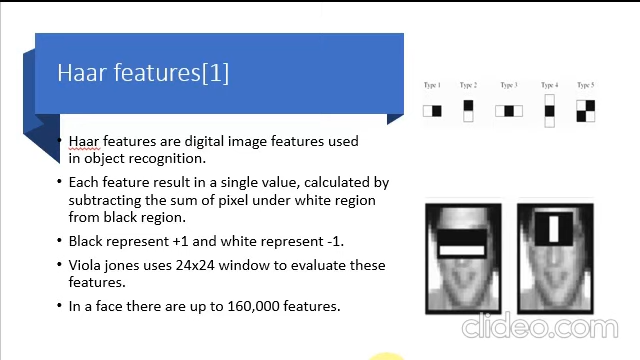 Haar features[1]
Type 1 Type 2 Type 3 Type 4 Type 5
Haar features are digital image features used
in object recognition.
Each feature result in a single value, calculated by
subtracting the sum of pixel under white region
from black region.
Black represent +1 and white represent -1.
Viola jones uses 24x24 window to evaluate these
features.
In a face there are up to 160,000 features.
clideo.com